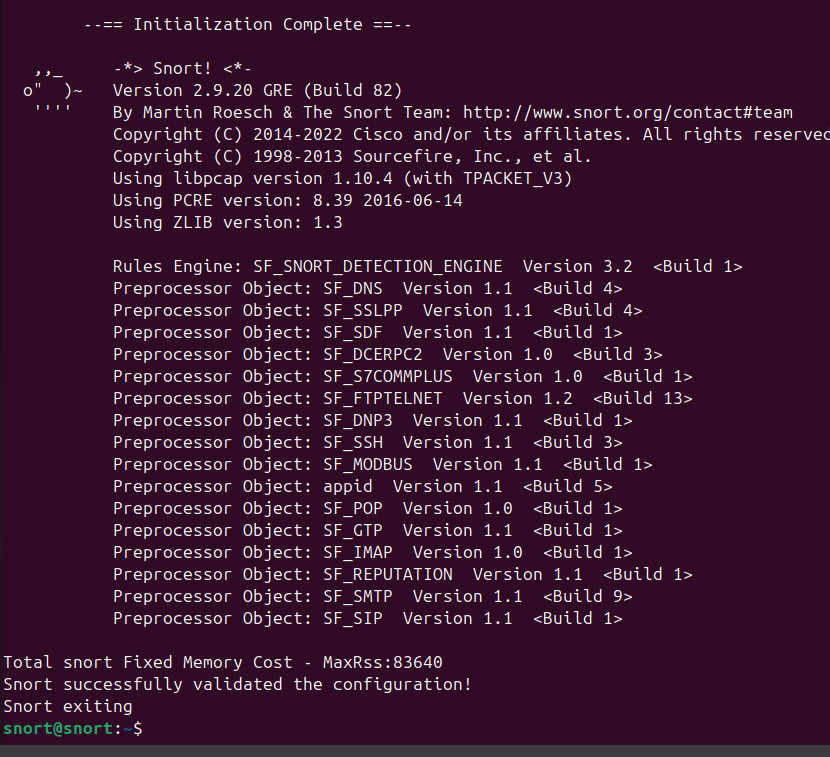 --== Initialization Complete ==--
,,_     -*> Snort! <*-
o"  )~   Version 2.9.20 GRE (Build 82)
''''    By Martin Roesch & The Snort Team: http://www.snort.org/contact#team
Copyright (C) 2014-2022 Cisco and/or its affiliates. All rights reserved
Copyright (C) 1998-2013 Sourcefire, Inc., et al.
Using libpcap version 1.10.4 (with TPACKET_V3)
Using PCRE version: 8.39 2016-06-14
Using ZLIB version: 1.3
Rules Engine: SF_SNORT_DETECTION_ENGINE  Version 3.2  <Build 1>
Preprocessor Object: SF_DNS  Version 1.1  <Build 4>
Preprocessor Object: SF_SSLPP  Version 1.1  <Build 4>
Preprocessor Object: SF_SDF  Version 1.1  <Build 1>
Preprocessor Object: SF_DCERPC2  Version 1.0  <Build 3>
Preprocessor Object: SF_S7COMMPLUS  Version 1.0  <Build 1>
Preprocessor Object: SF_FTPTELNET  Version 1.2  <Build 13>
Preprocessor Object: SF_DNP3  Version 1.1  <Build 1>
Preprocessor Object: SF_SSH  Version 1.1  <Build 3>
Preprocessor Object: SF_MODBUS  Version 1.1  <Build 1>
Preprocessor Object: appid  Version 1.1  <Build 5>
Preprocessor Object: SF_POP  Version 1.0  <Build 1>
Preprocessor Object: SF_GTP  Version 1.1  <Build 1>
Preprocessor Object: SF_IMAP  Version 1.0  <Build 1>
Preprocessor Object: SF_REPUTATION  Version 1.1  <Build 1>
Preprocessor Object: SF_SMTP  Version 1.1  <Build 9>
Preprocessor Object: SF_SIP  Version 1.1  <Build 1>
Total snort Fixed Memory Cost - MaxRss:83640
Snort successfully validated the configuration!
Snort exiting
snort@snort:~$